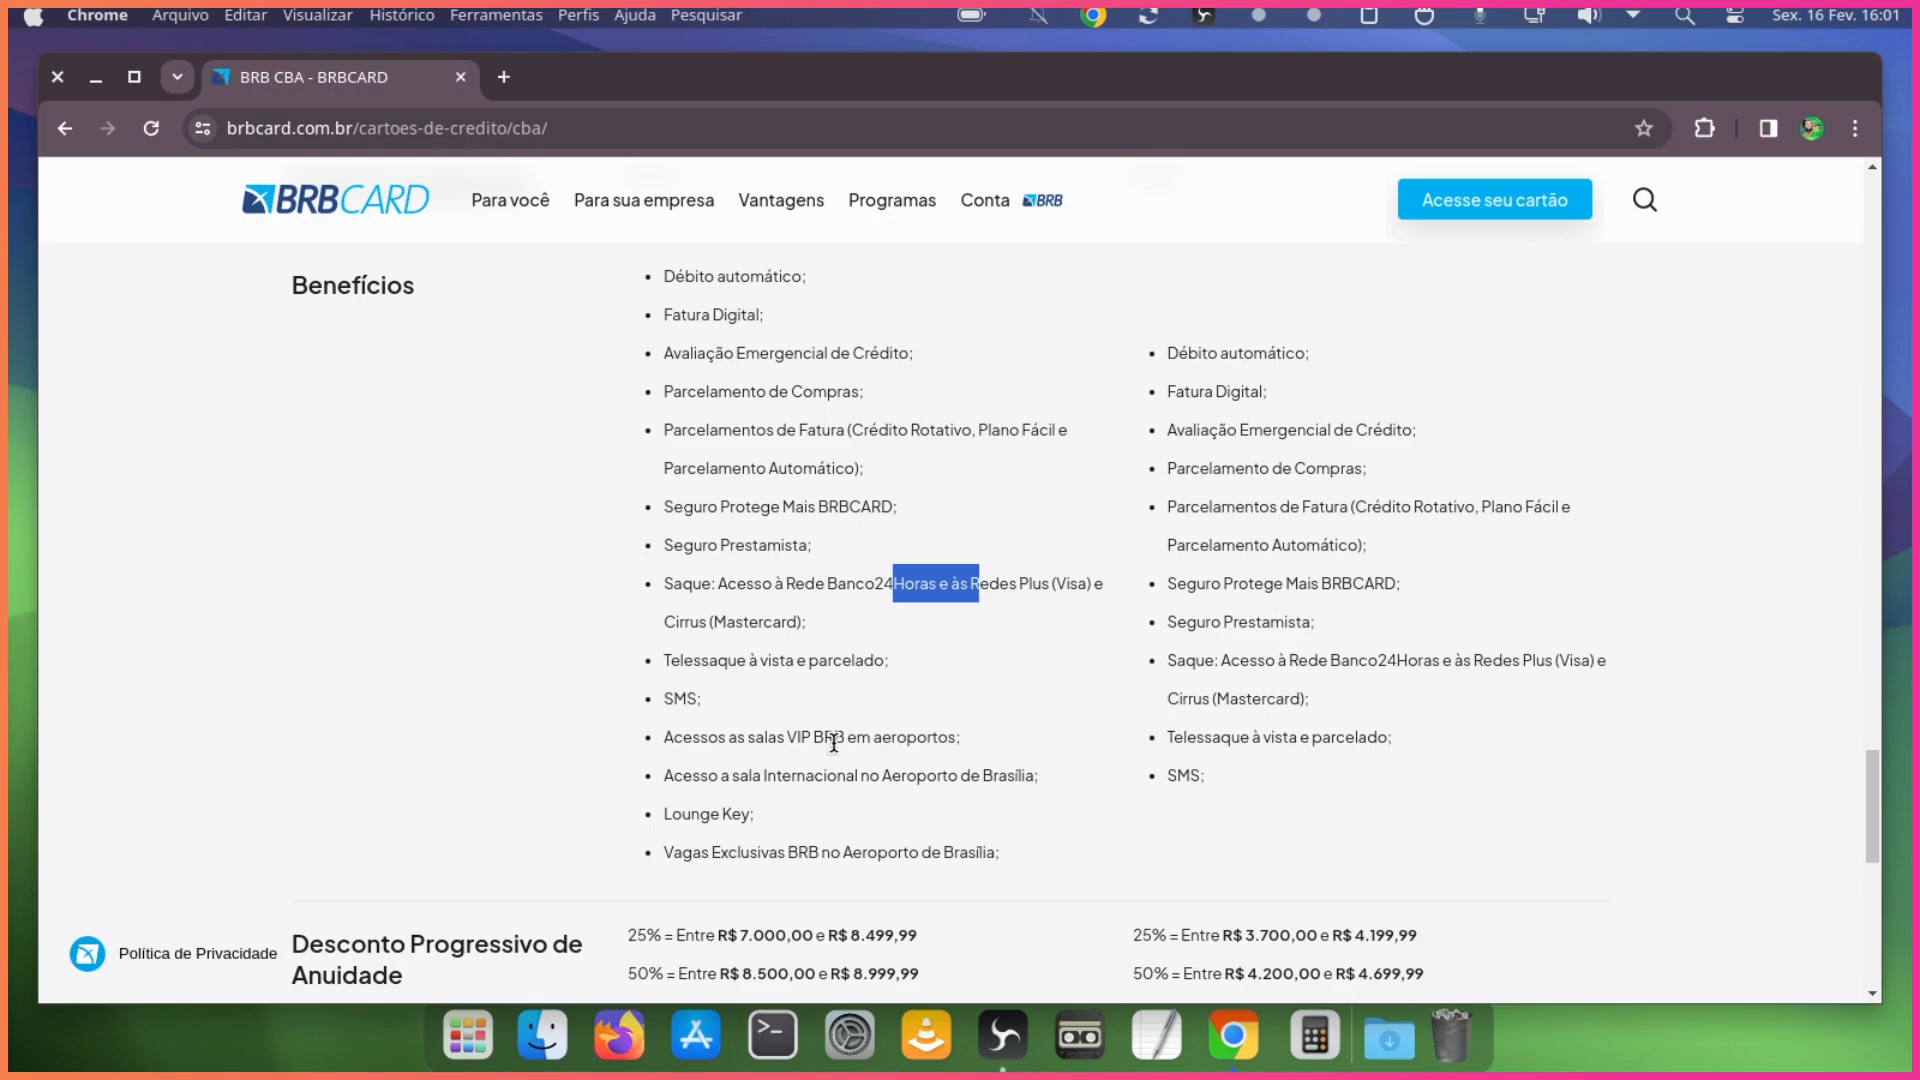 Chrome Arquivo Editar Visualizar Histórico Ferramentas Perfis Ajuda Pesquisar Sex. 16 Fev. 16:01
BRB CBA - BRBCARD
brbcard.com.br/cartoes-de-credito/cba/
BRBCARD Para você Para sua empresa Vantagens Programas Conta BRB Acesse seu cartão
Benefícios
• Débito automático;
• Fatura Digital;
• Avaliação Emergencial de Crédito;
• Parcelamento de Compras;
• Parcelamentos de Fatura (Crédito Rotativo, Plano Fácil e
Parcelamento Automático);
• Seguro Protege Mais BRBCARD;
• Seguro Prestamista;
• Saque: Acesso à Rede Banco24Horas e às Redes Plus (Visa) e
Cirrus (Mastercard);
• Telessaque à vista e parcelado;
• SMS;
• Acessos as salas VIP BRB em aeroportos;
• Acesso a sala Internacional no Aeroporto de Brasília;
• Lounge Key;
• Vagas Exclusivas BRB no Aeroporto de Brasília;
• Débito automático;
• Fatura Digital;
• Avaliação Emergencial de Crédito;
• Parcelamento de Compras;
• Parcelamentos de Fatura (Crédito Rotativo, Plano Fácil e
Parcelamento Automático);
• Seguro Protege Mais BRBCARD;
• Seguro Prestamista;
• Saque: Acesso à Rede Banco24Horas e às Redes Plus (Visa) e
Cirrus (Mastercard);
• Telessaque à vista e parcelado;
• SMS;
Desconto Progressivo de
Anuidade
25% = Entre R$ 7.000,00 e R$ 8.499,99
50% = Entre R$ 8.500,00 e R$ 8.999,99
25% = Entre R$ 3.700,00 e R$ 4.199,99
50% = Entre R$ 4.200,00 e R$ 4.699,99
Política de Privacidade